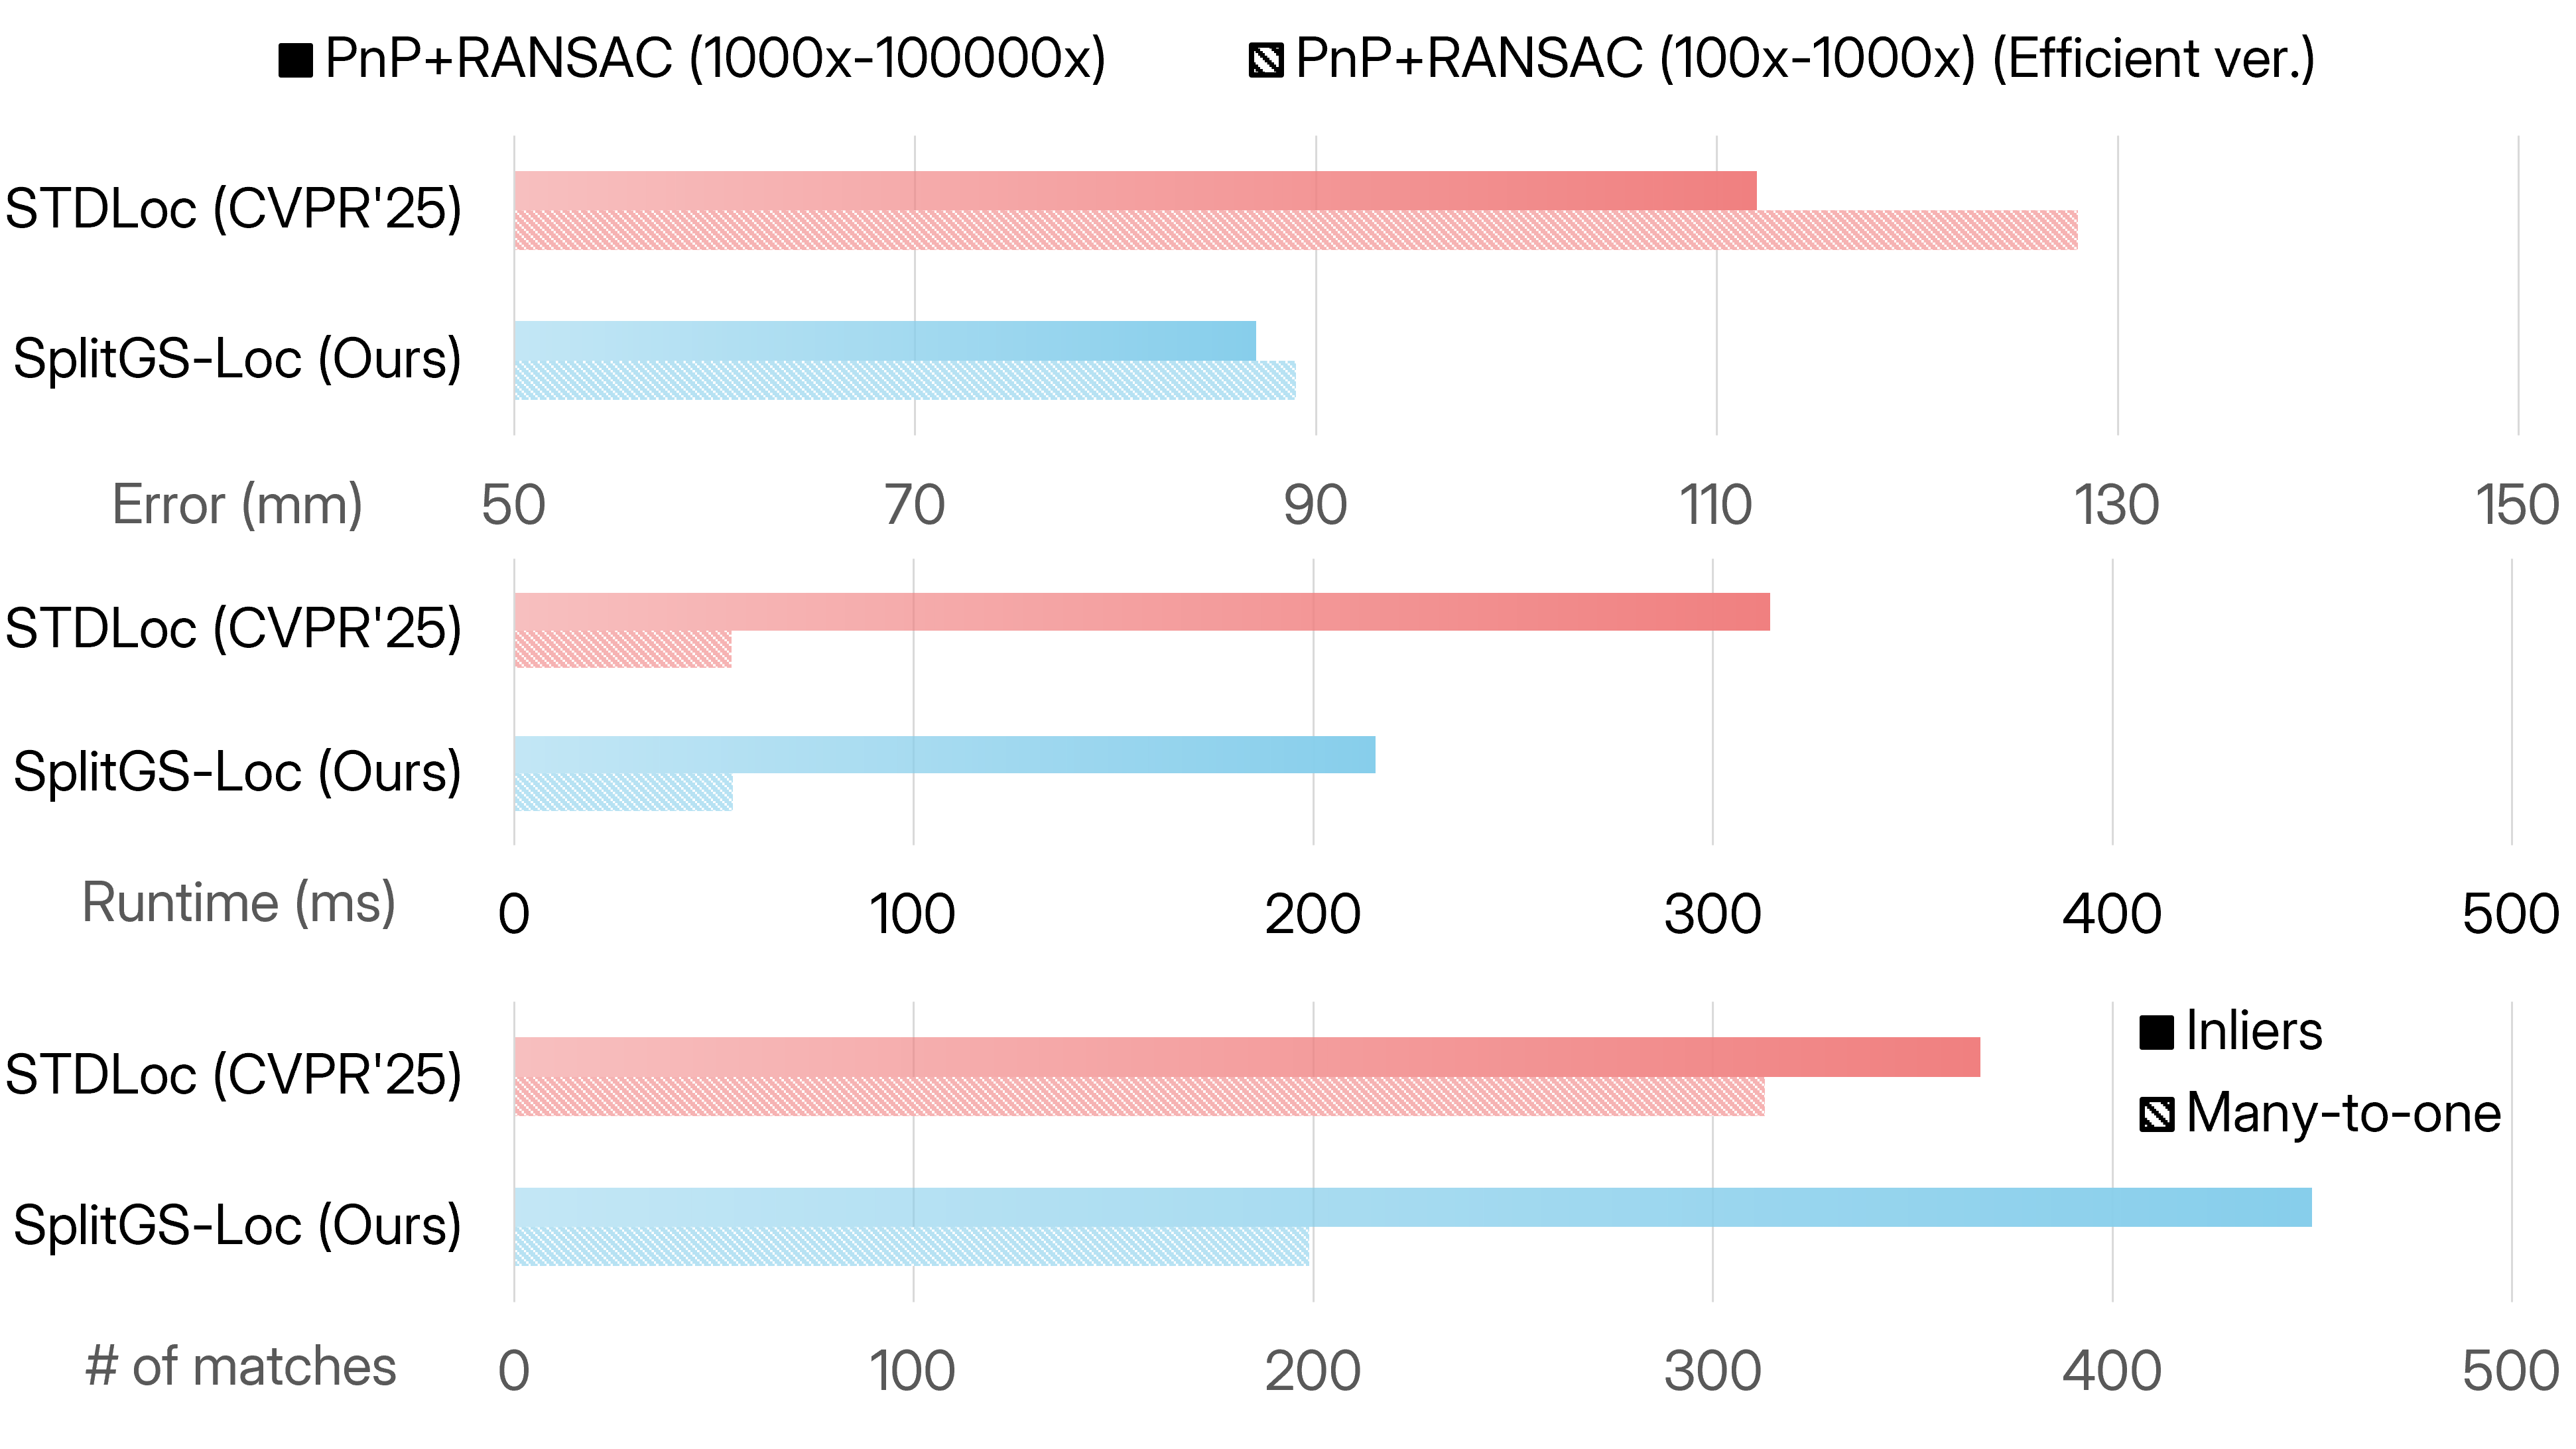 PnP+RANSAC (1000x-100000x) PnP+RANSAC (100x-1000x) (Efficient ver.)
STDLoc (CVPR'25)
SplitGS-Loc (Ours)
Error (mm) 50 70 90 110 130 150
STDLoc (CVPR'25)
SplitGS-Loc (Ours)
Runtime (ms) 0 100 200 300 400 500
Inliers
STDLoc (CVPR'25)
Many-to-one
SplitGS-Loc (Ours)
# of matches 0 100 200 300 400 500